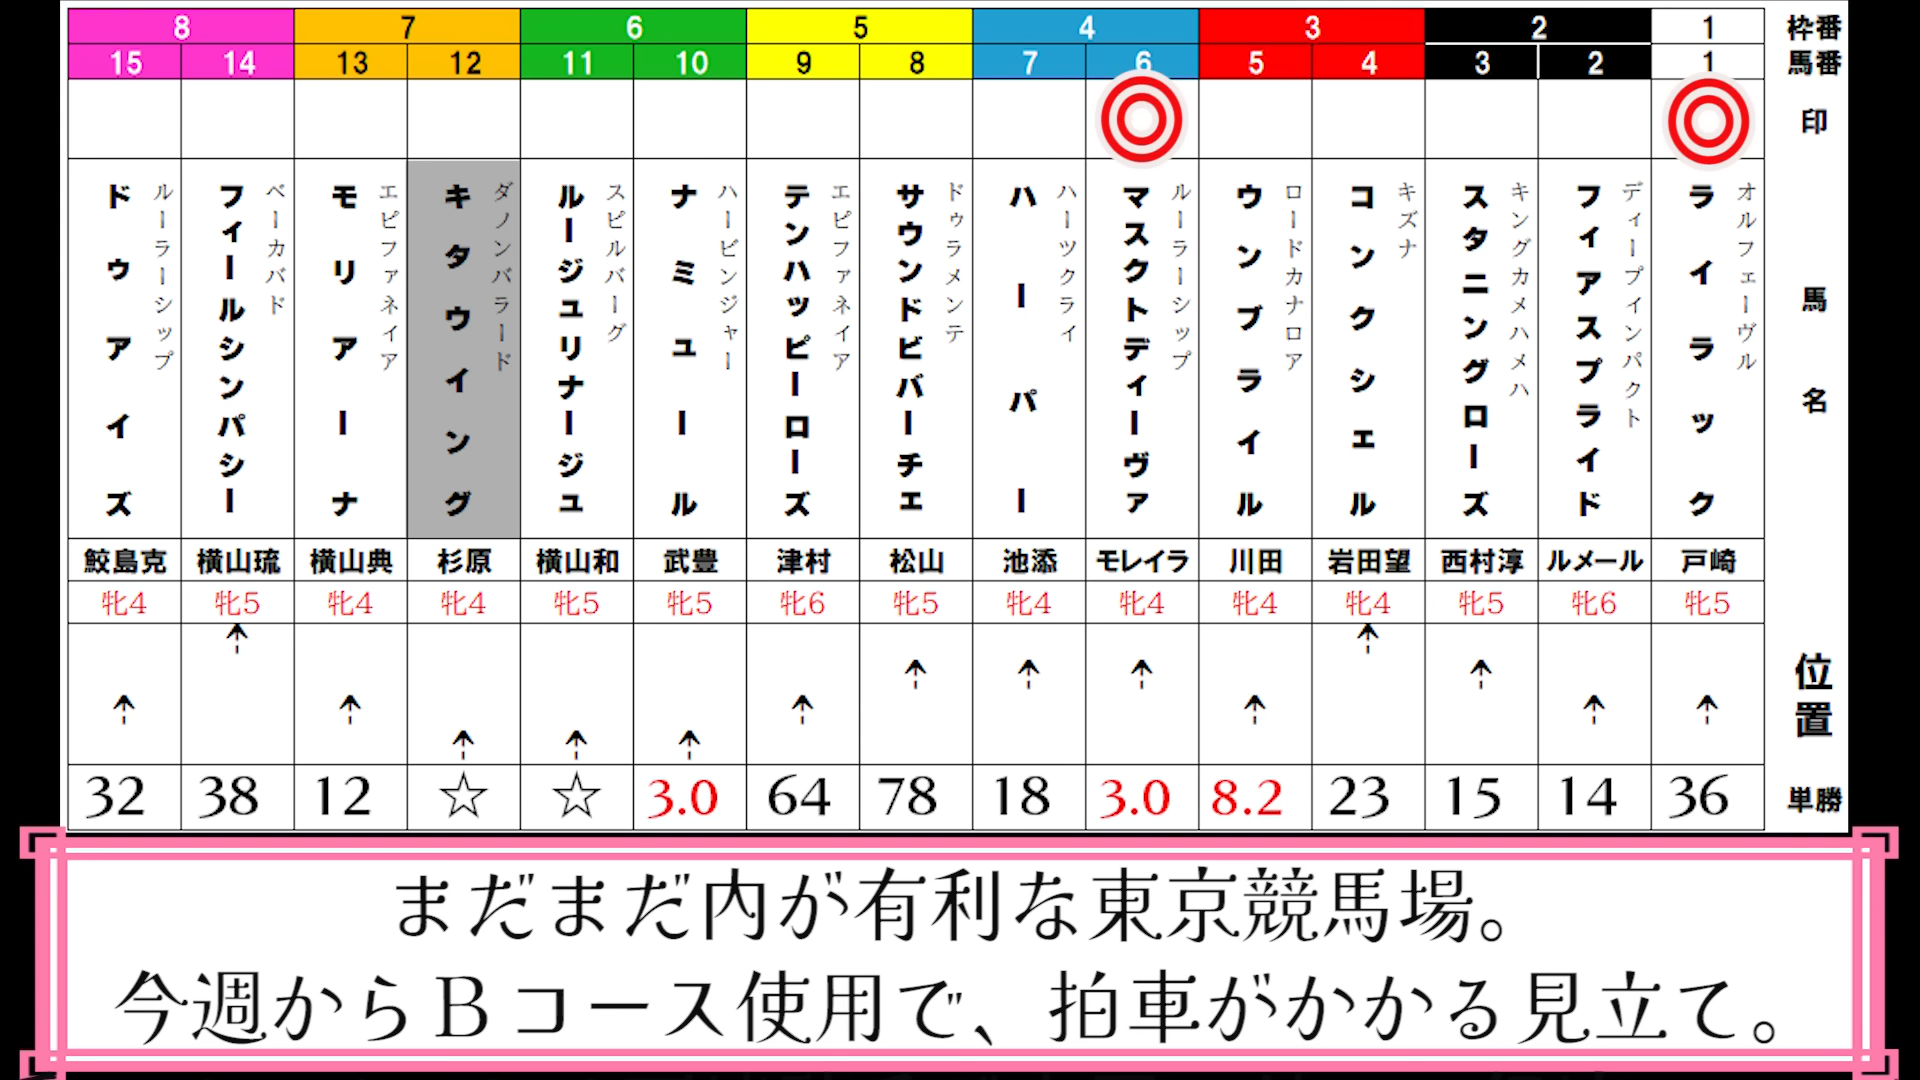 8 7 6 5 4 3 2 1 枠番
15 14 13 12 11 10 9 8 7 6 5 4 3 2 1 馬番
印
馬名
オルフェーヴル
ライラック
ディープインパクト
フィアスプライド
キングカメハメハ
スタニングローズ
キズナ
コンクシェル
ロードカナロア
ウンブライル
ルーラーシップ
マスクトディーヴァ
ハーツクライ
ハーパー
ドゥラメンテ
サウンドビバーチェ
エピファネイア
テンハッピーローズ
ハービンジャー
ナミュール
スピルバーグ
ルージュリナージュ
ダノンバラード
キタウイング
エピファネイア
モリアーナ
ベーカバド
フィールシンパシー
ルーラーシップ
ドゥアイズ
鮫島克 横山琉 横山典 杉原 横山和 武豊 津村 松山 池添 モレイラ 川田 岩田望 西村淳 ルメール 戸崎
牝4 牝5 牝4 牝4 牝5 牝5 牝6 牝5 牝4 牝4 牝4 牝4 牝5 牝6 牝5
位置
32 38 12 ☆ ☆ 3.0 64 78 18 3.0 8.2 23 15 14 36 単勝
まだまだ内が有利な東京競馬場。
今週からBコース使用で、拍車がかかる見立て。